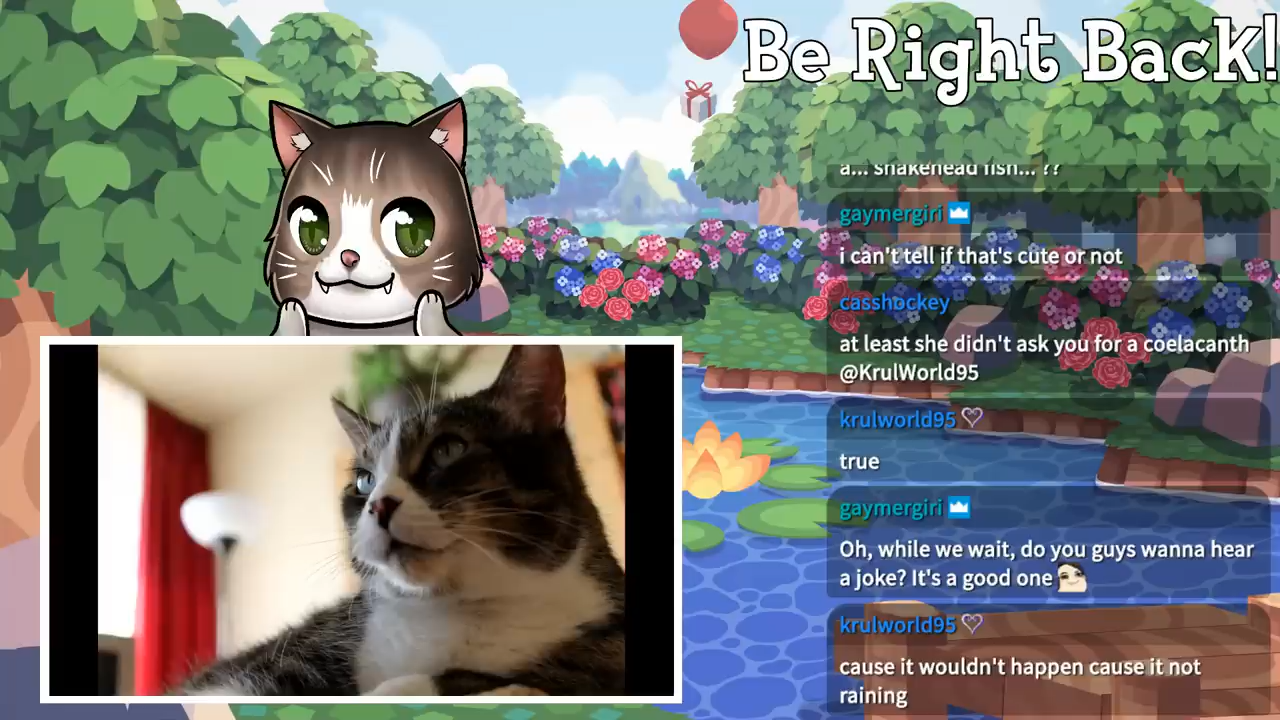 Be Right Back!
a... snakehead fish... ??
gaymergiri
i can't tell if that's cute or not
casshockey
at least she didn't ask you for a coelacanth
@KrulWorld95
krulworld95
true
gaymergiri
Oh, while we wait, do you guys wanna hear
a joke? It's a good one
krulworld95
cause it wouldn't happen cause it not
raining